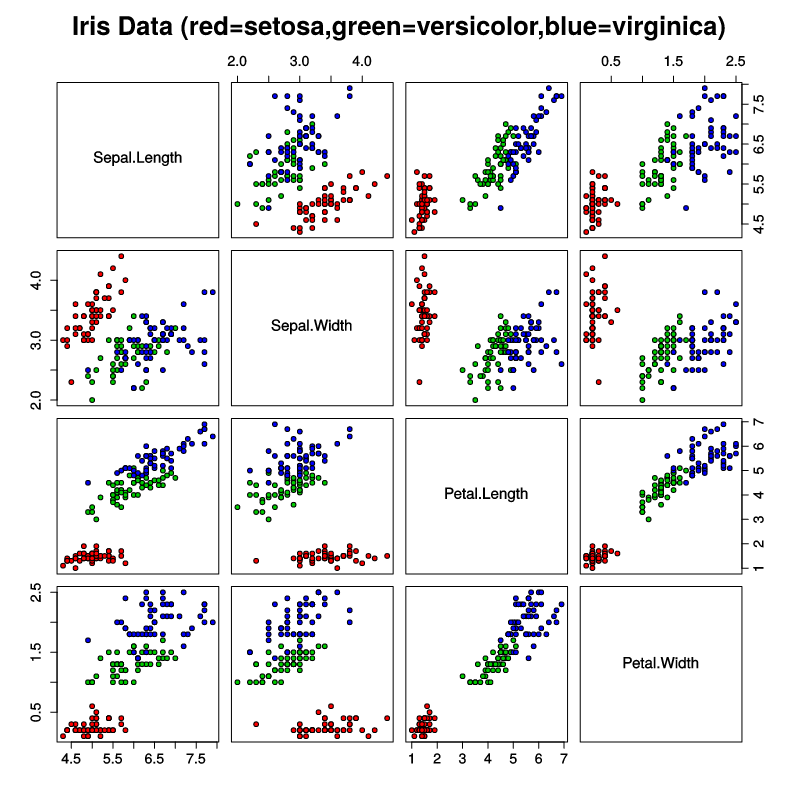 Iris Data (red=setosa,green=versicolor,blue=virginica)
2.0 3.0 4.0 0.5 1.5 2.5
Sepal.Length
4.5 5.5 6.5 7.5
2.0 3.0 4.0
Sepal.Width
Petal.Length
1 2 3 4 5 6 7
0.5 1.5 2.5
Petal.Width
4.5 5.5 6.5 7.5 1 2 3 4 5 6 7